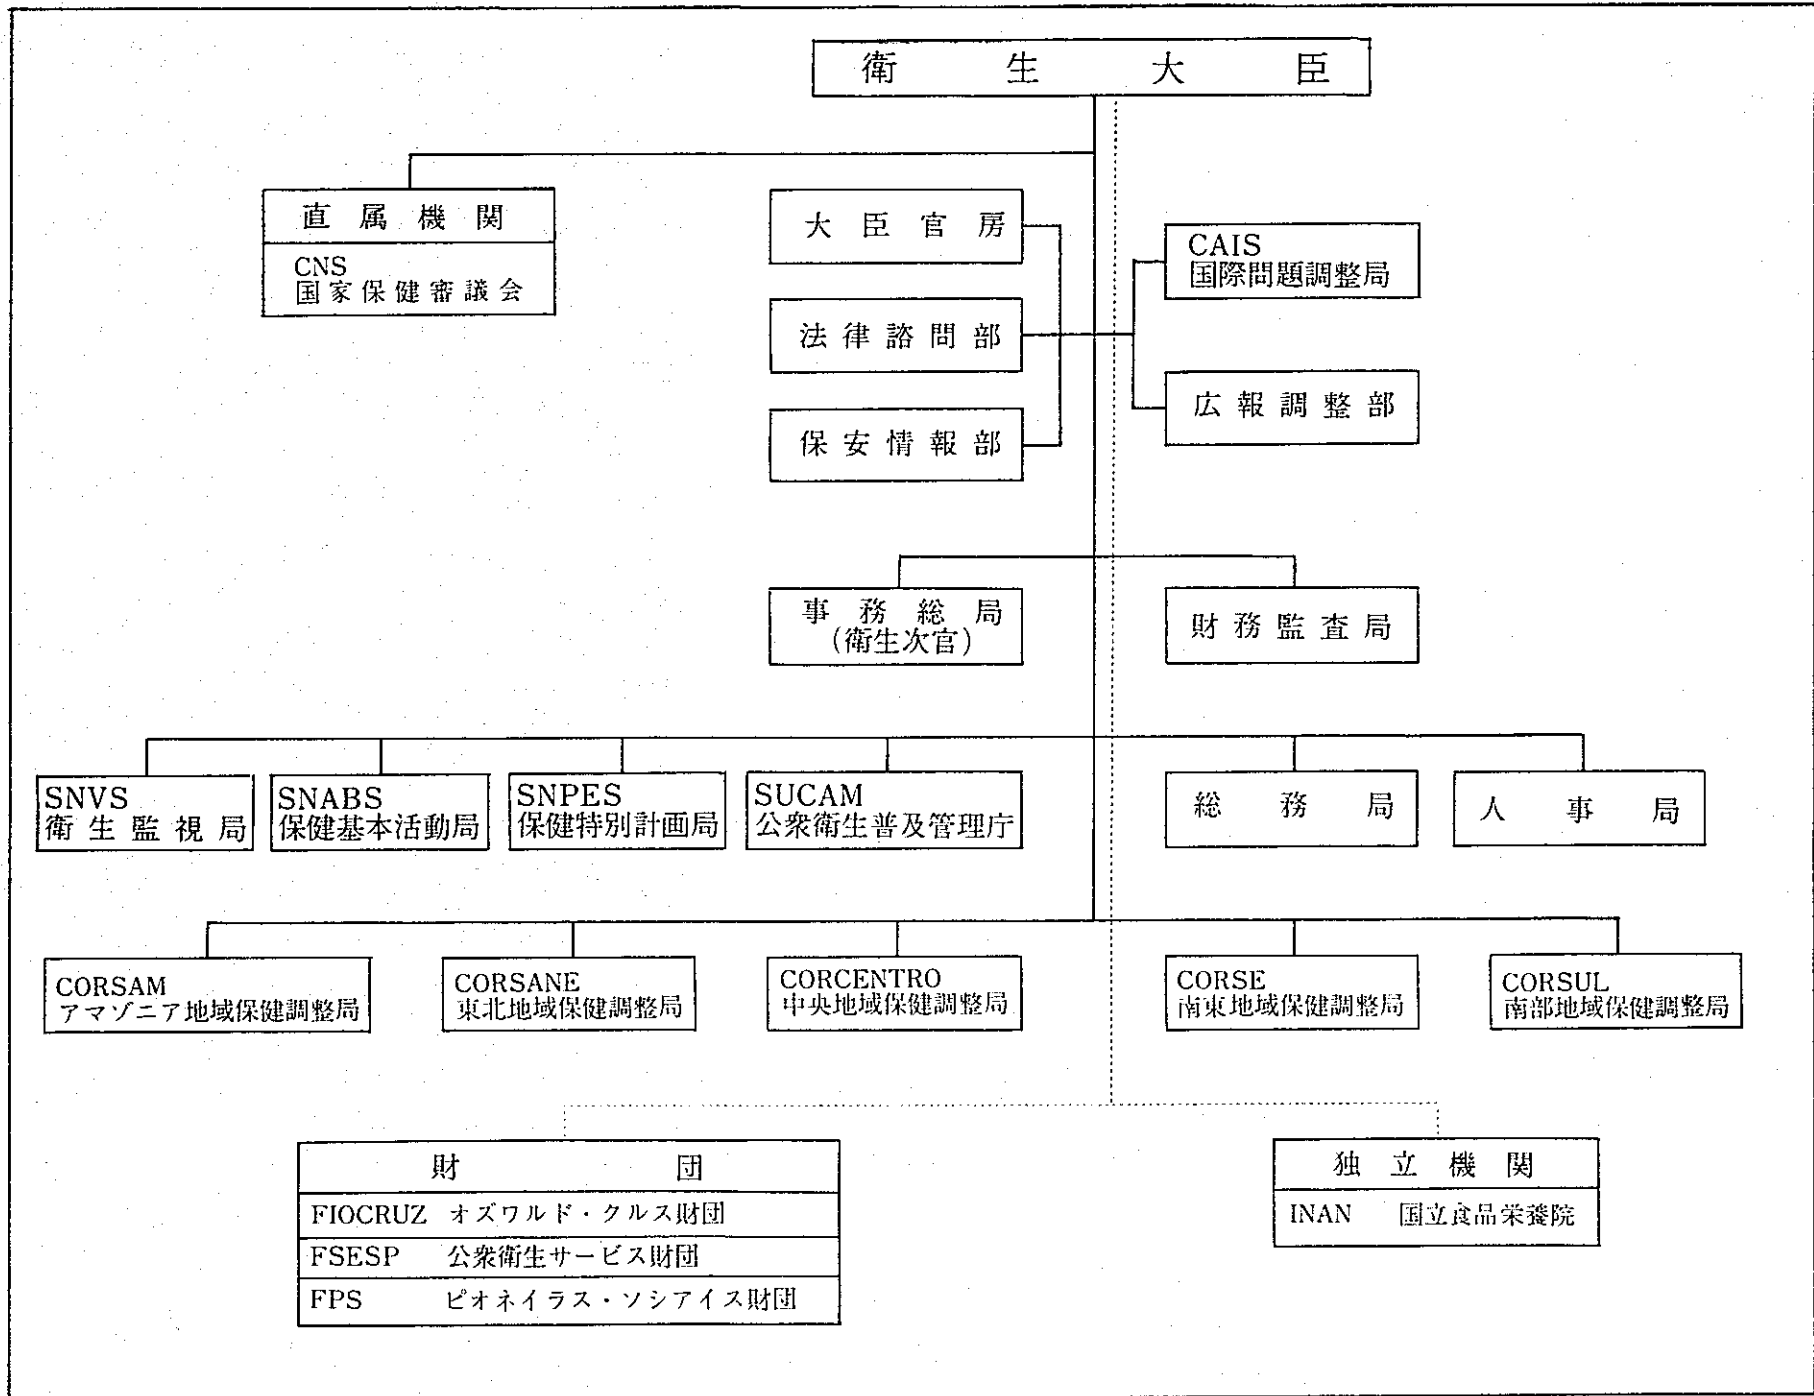 衛生大臣
直属機関
CNS
国家保健審議会
大臣官房
法律諮問部
保安情報部
CAIS
国際問題調整局
広報調整部
事務総局
(衛生次官)
財務監査局
SNVS
衛生監視局
SNABS
保健基本活動局
SNPES
保健特別計画局
SUCAM
公衆衛生普及管理庁
総務局
人事局
CORSAM
アマゾニア地域保健調整局
CORSANE
東北地域保健調整局
CORCENTRO
中央地域保健調整局
CORSE
南東地域保健調整局
CORSUL
南部地域保健調整局
財団
FIOCRUZ オズワルド・クルス財団
FSESP 公衆衛生サービス財団
FPS ピオネイラス・ソシアイス財団
独立機関
INAN 国立食品栄養院